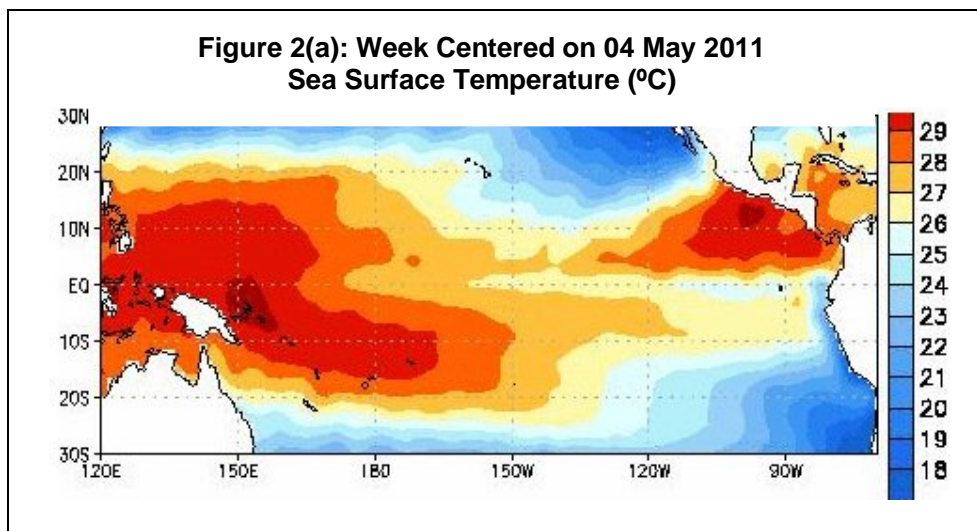 Figure 2(a): Week Centered on 04 May 2011
Sea Surface Temperature (ºC)
30N
20N
10N
EQ
10S
20S
30S
120E 150E 180 150W 120W 90W
29
28
27
26
25
24
23
22
21
20
19
18